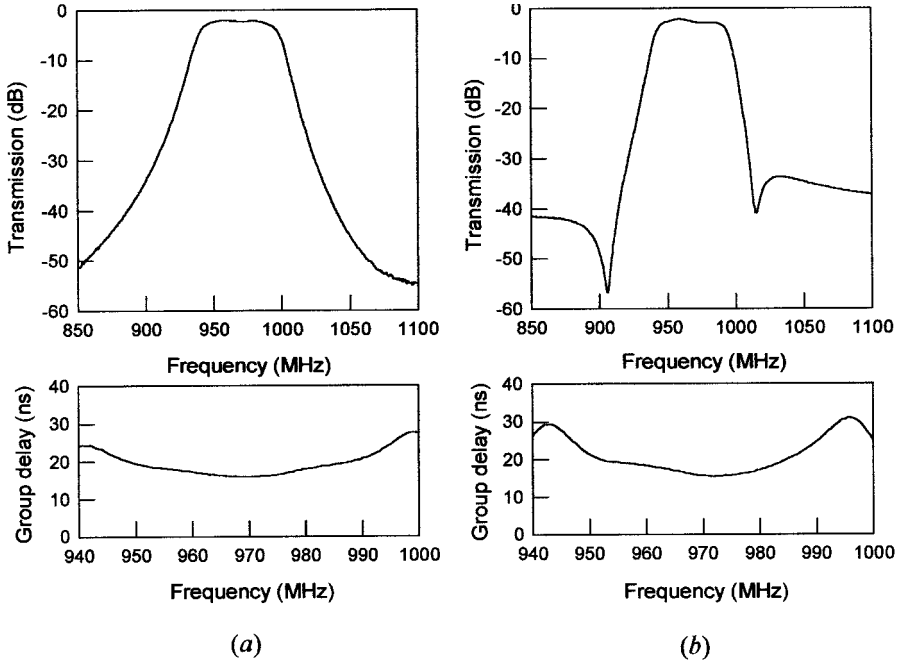 0
-10
-20
-30
-40
-50
-60
Transmission (dB)
850 900 950 1000 1050 1100
Frequency (MHz)
40
30
20
10
0
Group delay (ns)
940 950 960 970 980 990 1000
Frequency (MHz)
(a)
0
-10
-20
-30
-40
-50
-60
Transmission (dB)
850 900 950 1000 1050 1100
Frequency (MHz)
40
30
20
10
0
Group delay (ns)
940 950 960 970 980 990 1000
Frequency (MHz)
(b)